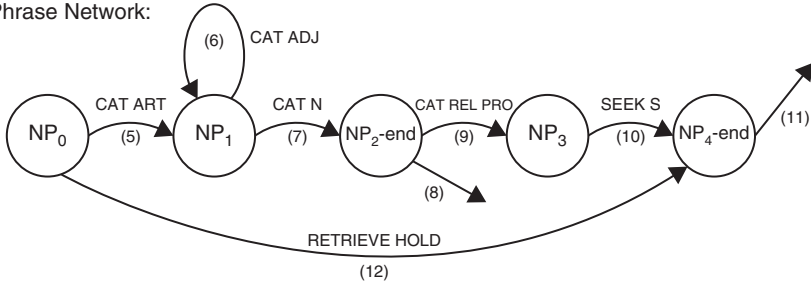 Phrase Network:
(6) CAT ADJ
CAT ART CAT N CAT REL PRO SEEK S
NP0 (5) NP1 (7) NP2-end (9) NP3 (10) NP4-end (11)
(8)
RETRIEVE HOLD
(12)